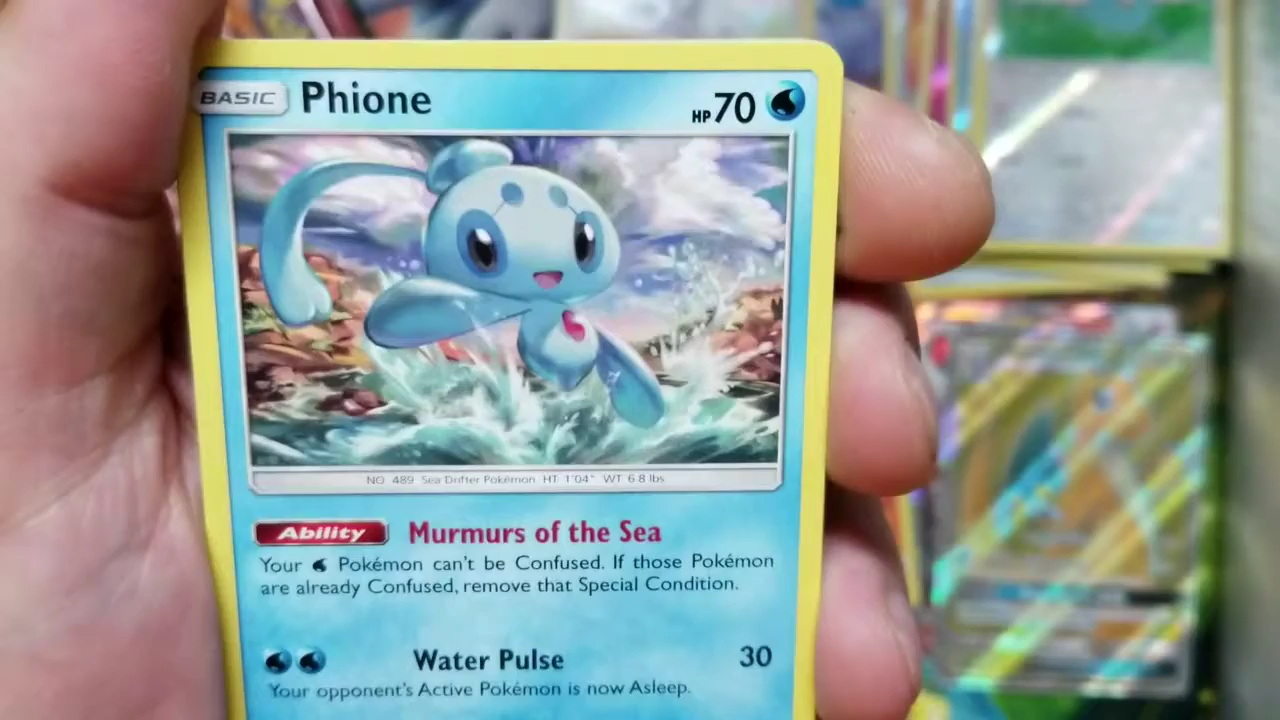 BASIC Phione HP 70
NO. 489 Sea Drifter Pokémon HT: 1'04" WT: 6.8 lbs
Ability Murmurs of the Sea
Your Pokémon can't be Confused. If those Pokémon
are already Confused, remove that Special Condition.
Water Pulse 30
Your opponent's Active Pokémon is now Asleep.